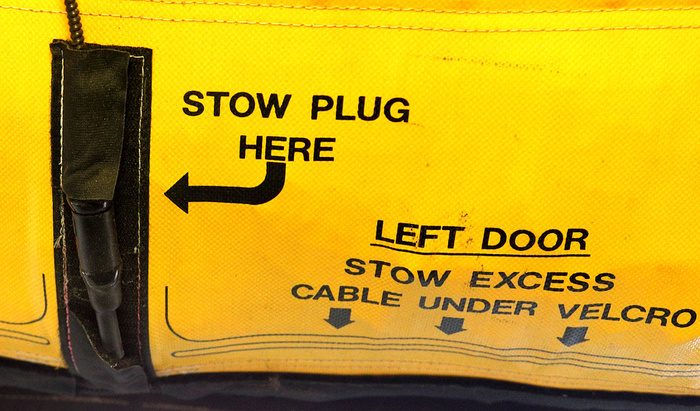 STOW PLUG
HERE
LEFT DOOR
STOW EXCESS
CABLE UNDER VELCRO